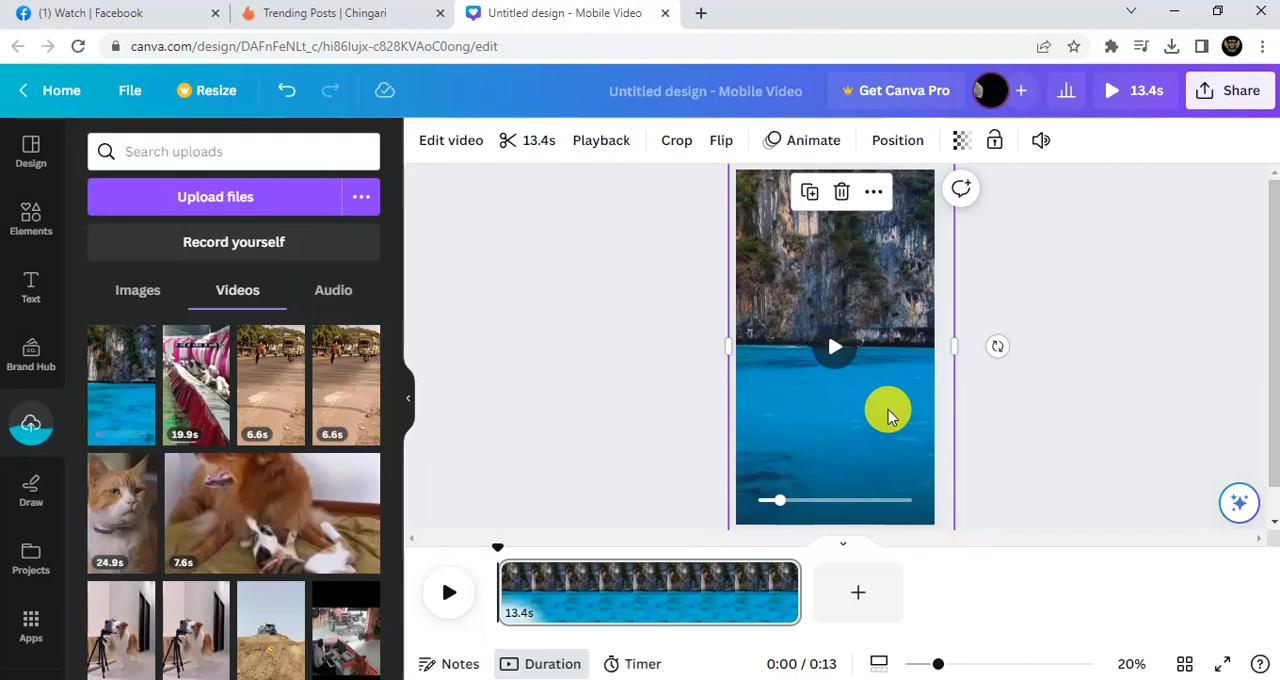 (1) Watch | Facebook
Trending Posts | Chingari
Untitled design - Mobile Video
canva.com/design/DAFnFeNLt_c/hi86lujx-c828KVAoC0ong/edit
Home
File
Resize
Untitled design - Mobile Video
Get Canva Pro
13.4s
Share
Design
Elements
Text
Brand Hub
Draw
Projects
Apps
Search uploads
Upload files
Record yourself
Images
Videos
Audio
19.9s
6.6s
6.6s
24.9s
7.6s
Edit video
13.4s
Playback
Crop
Flip
Animate
Position
13.4s
Notes
Duration
Timer
0:00 / 0:13
20%